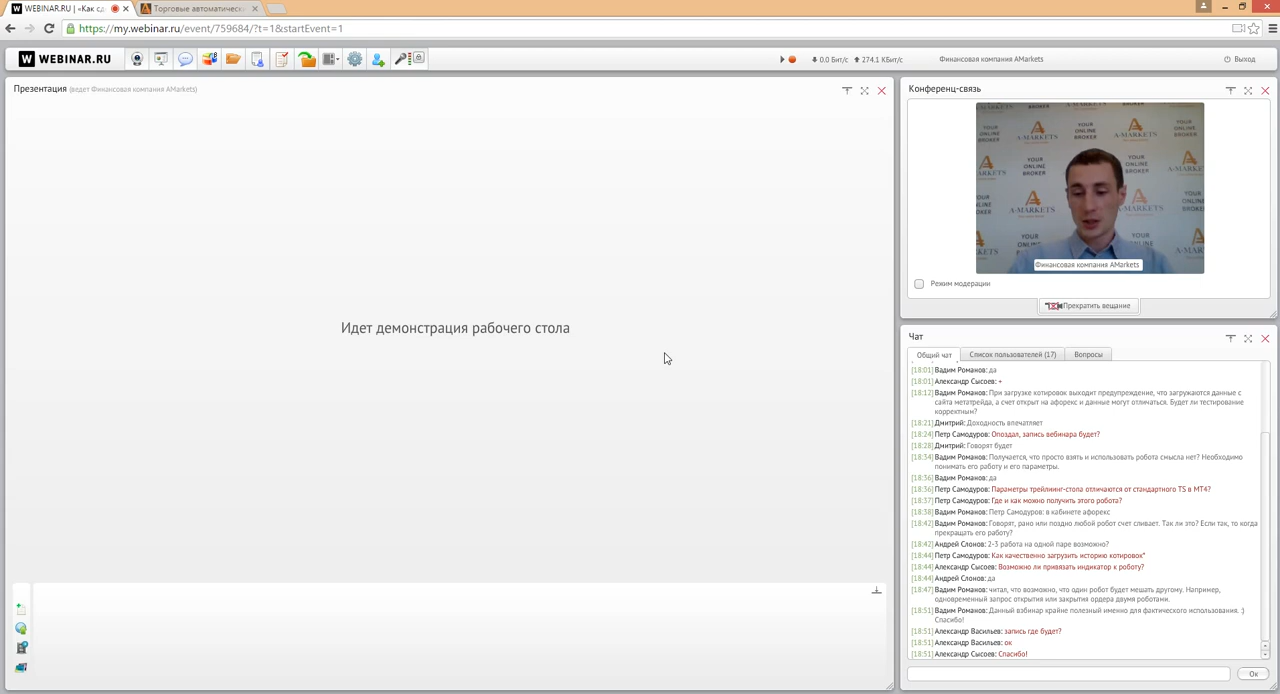 WEBINAR.RU | «Как сд
Торговые автоматическ
https://my.webinar.ru/event/759684/?t=1&startEvent=1
W WEBINAR.RU
0.0 Бит/с 274.1 КБит/с
Финансовая компания AMarkets
Выход
Презентация (ведет Финансовая компания AMarkets)
Идет демонстрация рабочего стола
Конференц-связь
YOUR ONLINE BROKER
A-MARKETS
Финансовая компания AMarkets
Режим модерации
Прекратить вещание
Чат
Общий чат Список пользователей (17) Вопросы
[18:01] Вадим Романов: да
[18:01] Александр Сысоев: +
[18:12] Вадим Романов: При загрузке котировок выходит предупреждение, что загружаются данные с
сайта метатрейда, а счет открыт на афорекс и данные могут отличаться. Будет ли тестирование
корректным?
[18:21] Дмитрий: Доходность впечатляет
[18:24] Петр Самодуров: Опоздал, запись вебинара будет?
[18:28] Дмитрий: Говорят будет
[18:34] Вадим Романов: Получается, что просто взять и использовать робота смысла нет? Необходимо
понимать его работу и его параметры.
[18:36] Вадим Романов: да
[18:36] Петр Самодуров: Параметры трейлинг-стопа отличаются от стандартного TS в МТ4?
[18:37] Петр Самодуров: Где и как можно получить этого робота?
[18:38] Вадим Романов: Петр Самодуров: в кабинете афорекс
[18:42] Вадим Романов: Говорят, рано или поздно любой робот счет сливает. Так ли это? Если так, то когда
прекращать его работу?
[18:42] Андрей Слонов: 2-3 работа на одной паре возможно?
[18:44] Петр Самодуров: Как качественно загрузить историю котировок*
[18:44] Александр Сысоев: Возможно ли привязать индикатор к роботу?
[18:44] Андрей Слонов: да
[18:47] Вадим Романов: читал, что возможно, что один робот будет мешать другому. Например,
одновременный запрос открытия или закрытия ордера двумя роботами.
[18:51] Вадим Романов: Данный взбинар крайне полезный именно для фактического использования. :)
Спасибо!
[18:51] Александр Васильев: запись где будет?
[18:51] Александр Васильев: ок
[18:51] Александр Сысоев: Спасибо!
Ок